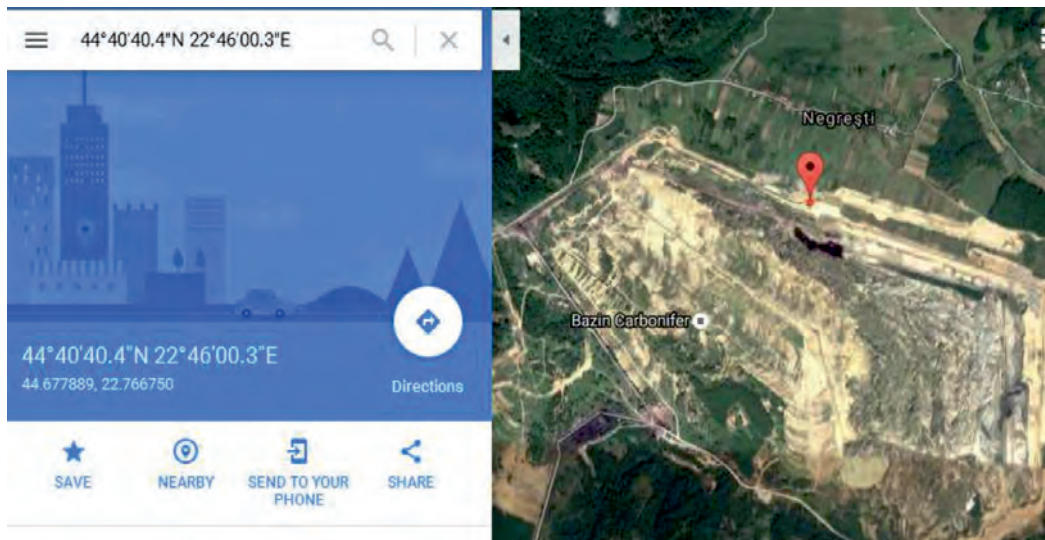 44°40'40.4"N 22°46'00.3"E
44°40'40.4"N 22°46'00.3"E
44.677889, 22.766750
Directions
SAVE
NEARBY
SEND TO YOUR
PHONE
SHARE
Negreşti
Bazin Carbonifer